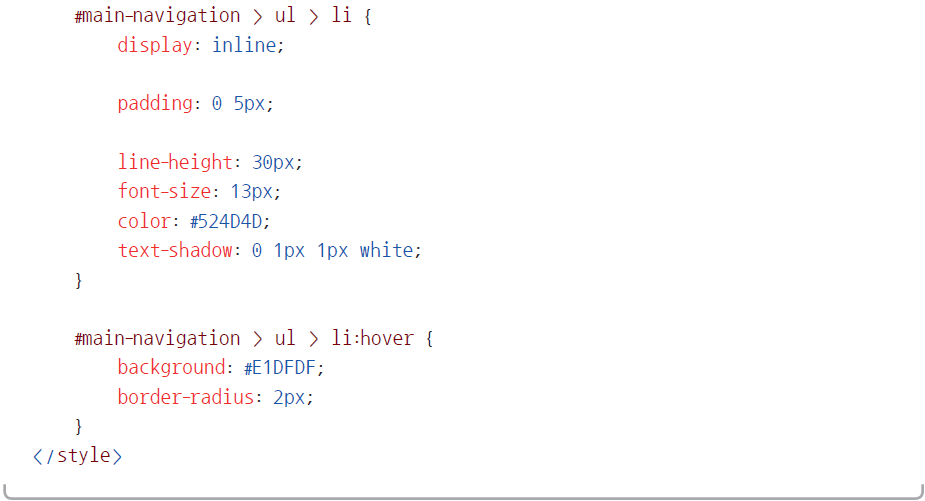 #main-navigation > ul > li {
display: inline;
padding: 0 5px;
line-height: 30px;
font-size: 13px;
color: #524D4D;
text-shadow: 0 1px 1px white;
}
#main-navigation > ul > li:hover {
background: #E1DFDF;
border-radius: 2px;
}
</style>